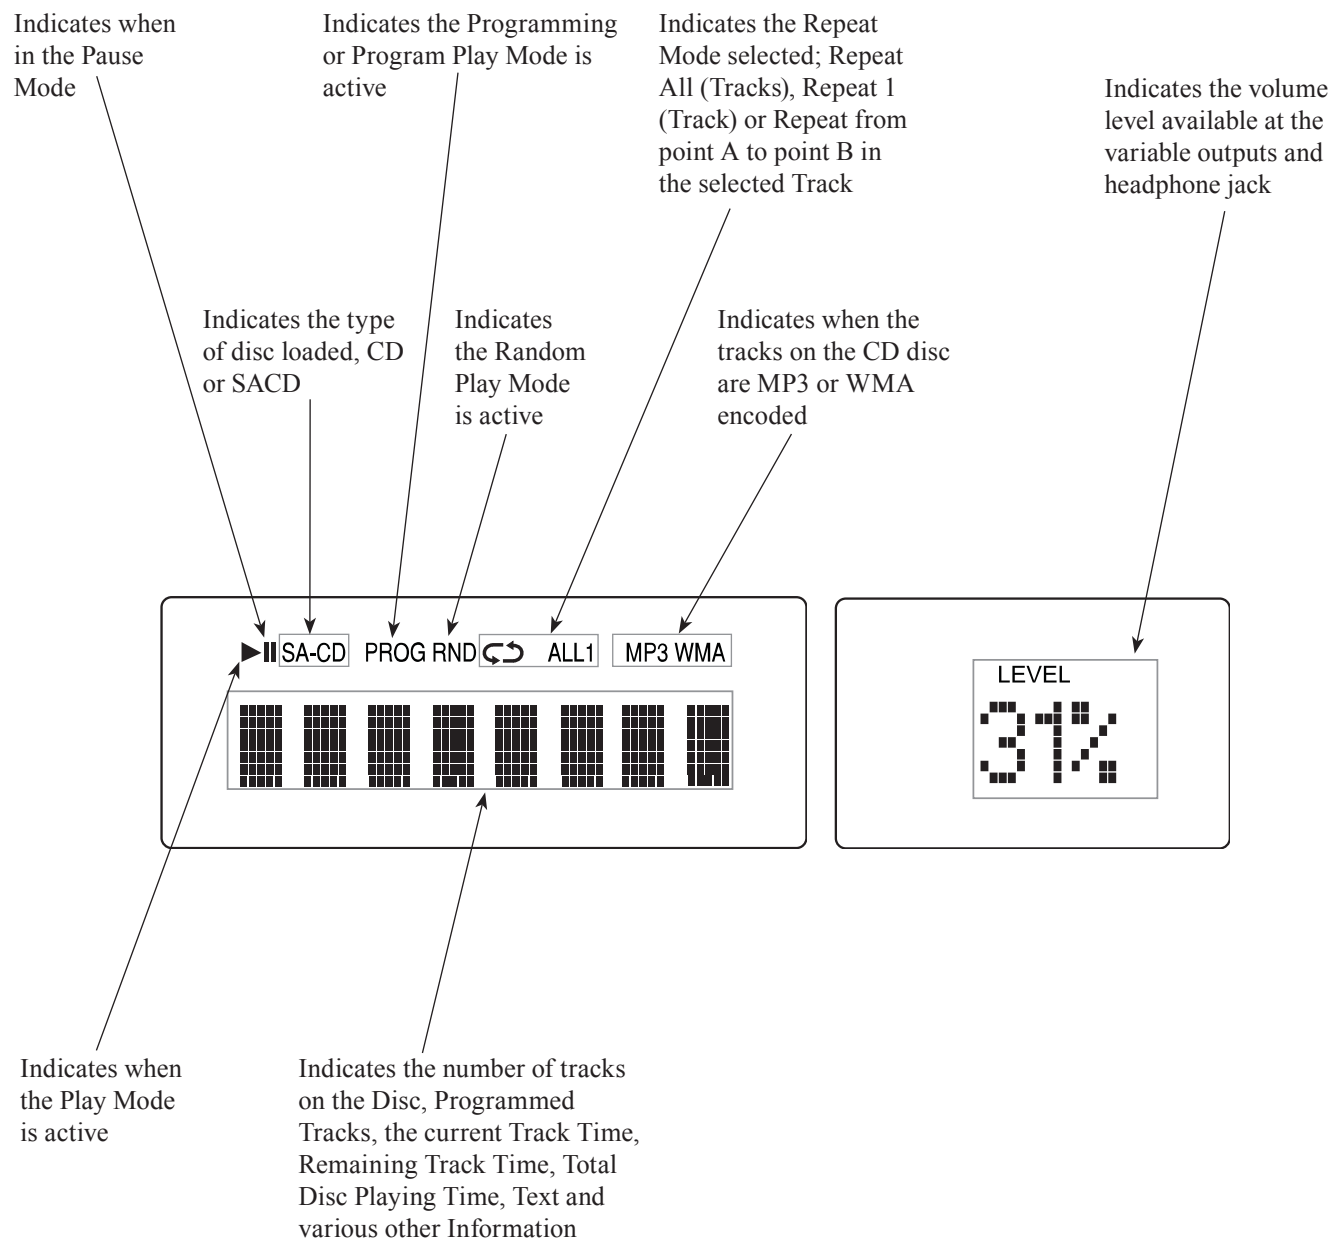 Indicates when
in the Pause
Mode
Indicates the Programming
or Program Play Mode is
active
Indicates the Repeat
Mode selected; Repeat
All (Tracks), Repeat 1
(Track) or Repeat from
point A to point B in
the selected Track
Indicates the volume
level available at the
variable outputs and
headphone jack
Indicates the type
of disc loaded, CD
or SACD
Indicates
the Random
Play Mode
is active
Indicates when the
tracks on the CD disc
are MP3 or WMA
encoded
SA-CD PROG RND ALL1 MP3 WMA
LEVEL
31%
Indicates when
the Play Mode
is active
Indicates the number of tracks
on the Disc, Programmed
Tracks, the current Track Time,
Remaining Track Time, Total
Disc Playing Time, Text and
various other Information